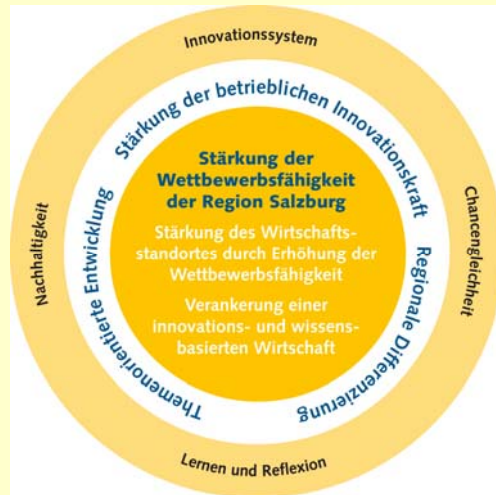 Innovationssystem
Stärkung der betrieblichen Innovationskraft
Stärkung der
Wettbewerbsfähigkeit
der Region Salzburg
Stärkung des Wirtschafts-
standortes durch Erhöhung der
Wettbewerbsfähigkeit
Verankerung einer
innovations- und wissens-
basierten Wirtschaft
Nachhaltigkeit
Themenorientierte Entwicklung
Regionale Differenzierung
Chancengleichheit
Lernen und Reflexion